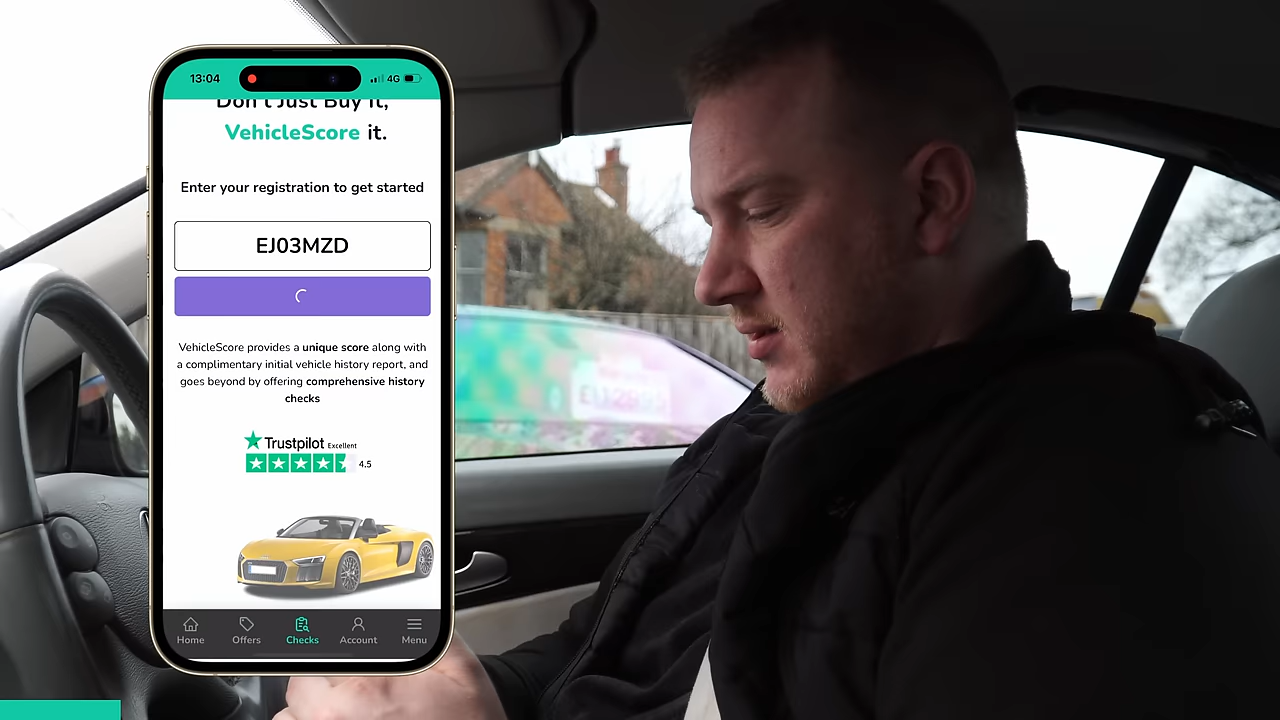 13:04
4G
Don't Just Buy It,
VehicleScore it.
Enter your registration to get started
EJ03MZD
VehicleScore provides a unique score along with
a complimentary initial vehicle history report, and
goes beyond by offering comprehensive history
checks
Trustpilot Excellent
4.5
Home Offers Checks Account Menu